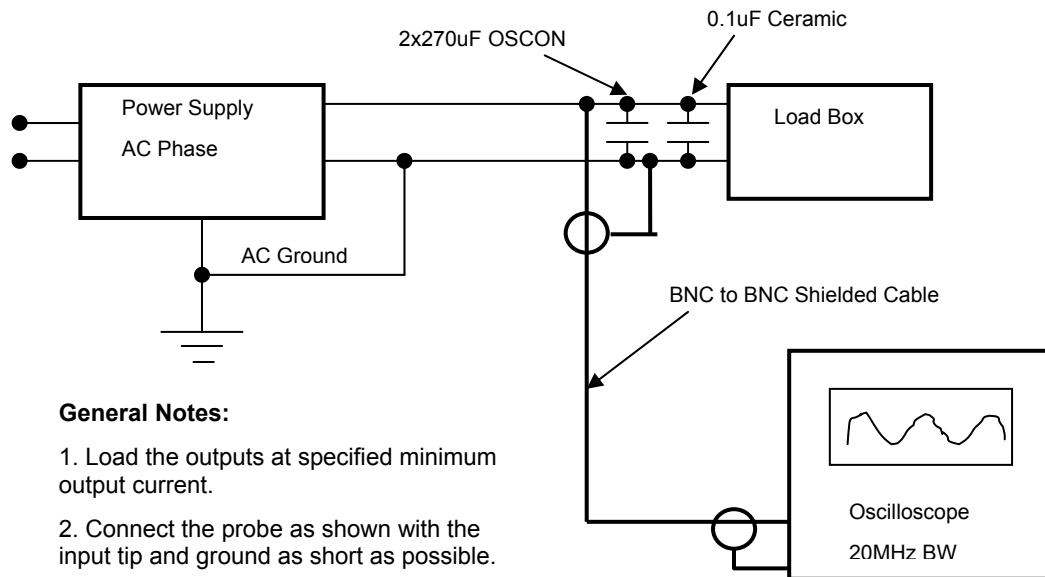 0.1uF Ceramic
2x270uF OSCON
Power Supply
AC Phase
Load Box
AC Ground
BNC to BNC Shielded Cable
General Notes:
1. Load the outputs at specified minimum
output current.
2. Connect the probe as shown with the
input tip and ground as short as possible.
Oscilloscope
20MHz BW